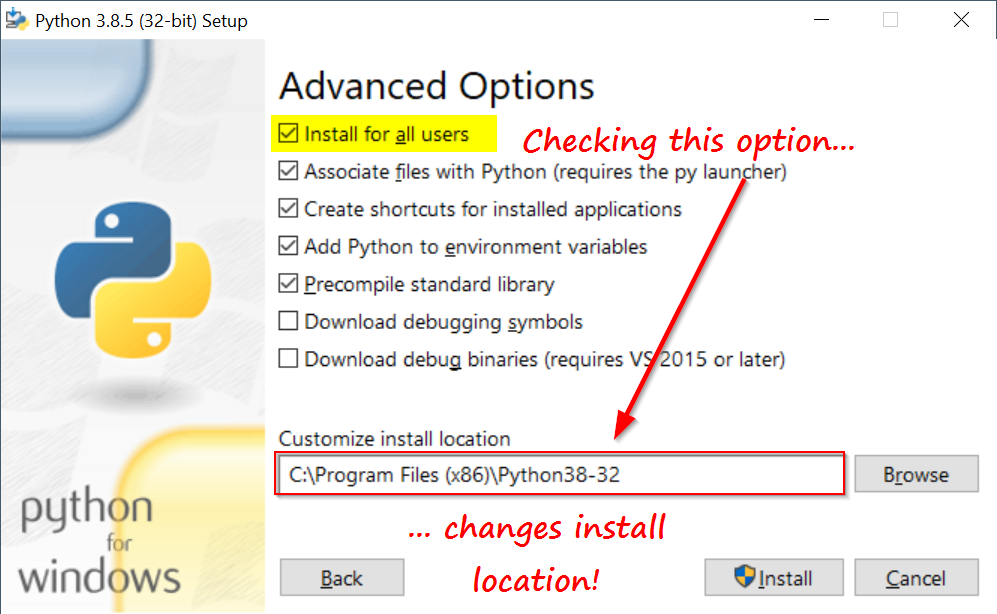 Python 3.8.5 (32-bit) Setup
Advanced Options
Install for all users
Checking this option...
Associate files with Python (requires the py launcher)
Create shortcuts for installed applications
Add Python to environment variables
Precompile standard library
Download debugging symbols
Download debug binaries (requires VS 2015 or later)
Customize install location
C:\Program Files (x86)\Python38-32
Browse
... changes install
location!
python
for
windows
Back
Install
Cancel